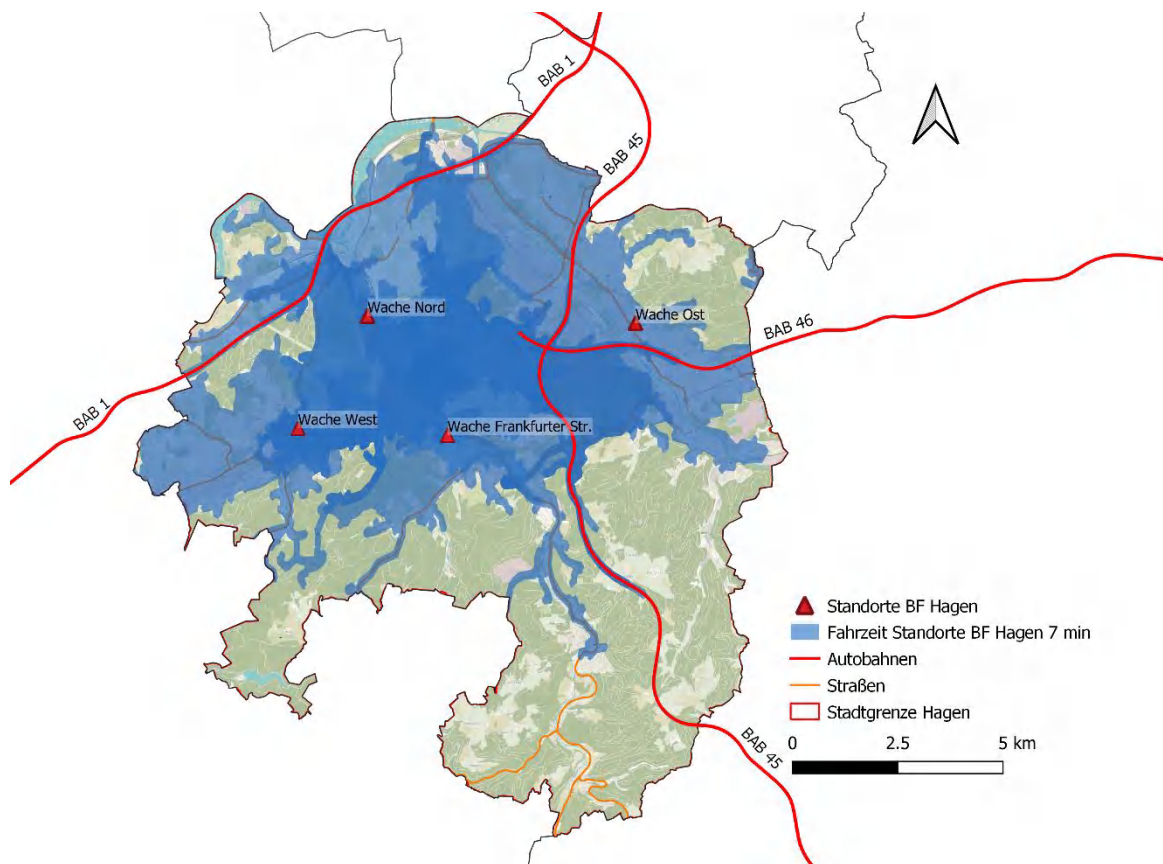 BAB 1
BAB 45
Wache Nord
Wache Ost
BAB 46
BAB 1
Wache West
Wache Frankfurter Str.
BAB 45
Standorte BF Hagen
Fahrzeit Standorte BF Hagen 7 min
Autobahnen
Straßen
Stadtgrenze Hagen
0 2.5 5 km